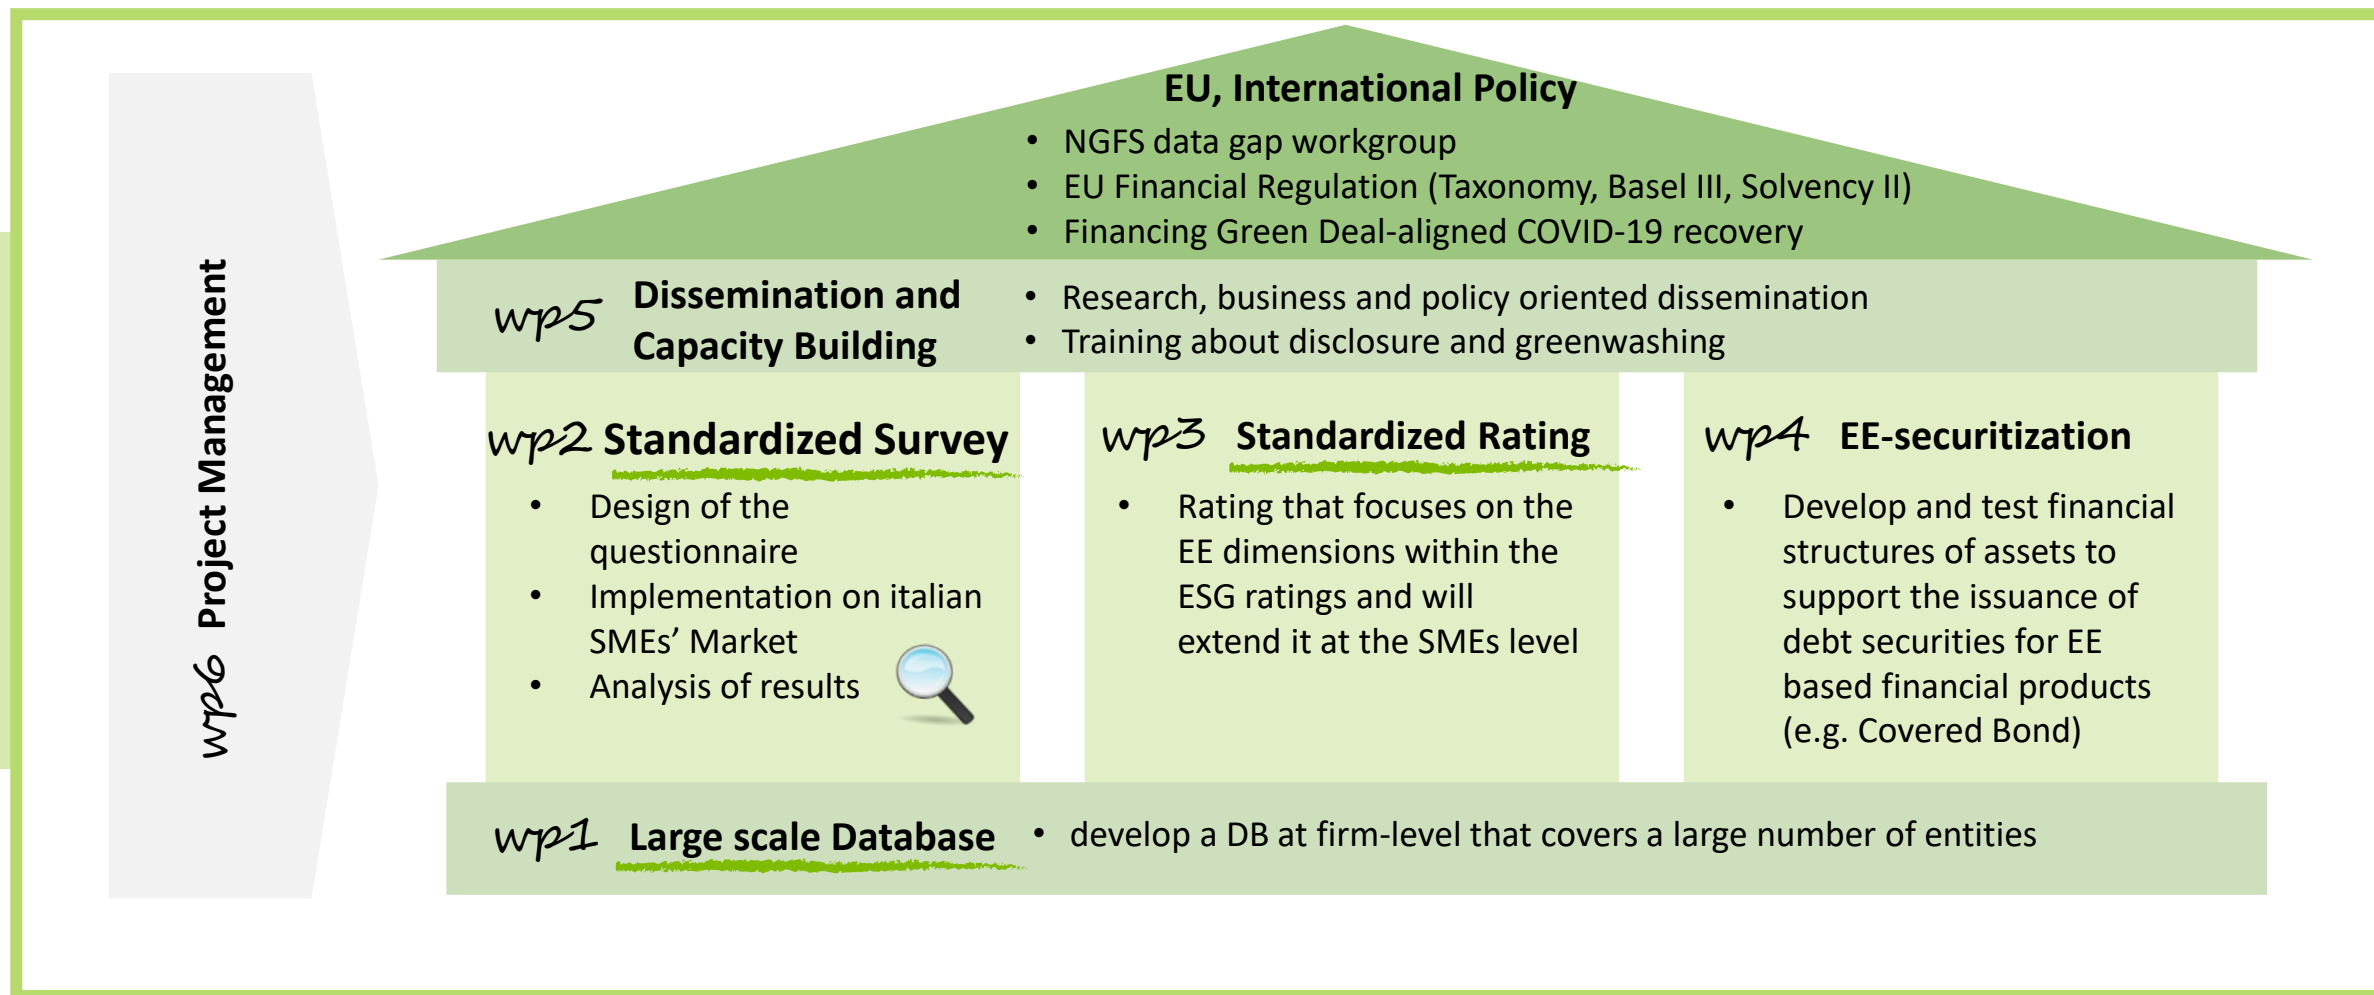 wp6 Project Management
EU, International Policy
• NGFS data gap workgroup
• EU Financial Regulation (Taxonomy, Basel III, Solvency II)
• Financing Green Deal-aligned COVID-19 recovery
wp5 Dissemination and
Capacity Building
• Research, business and policy oriented dissemination
• Training about disclosure and greenwashing
wp2 Standardized Survey
• Design of the
questionnaire
• Implementation on italian
SMEs’ Market
• Analysis of results
wp3 Standardized Rating
• Rating that focuses on the
EE dimensions within the
ESG ratings and will
extend it at the SMEs level
wp4 EE-securitization
• Develop and test financial
structures of assets to
support the issuance of
debt securities for EE
based financial products
(e.g. Covered Bond)
wp1 Large scale Database • develop a DB at firm-level that covers a large number of entities